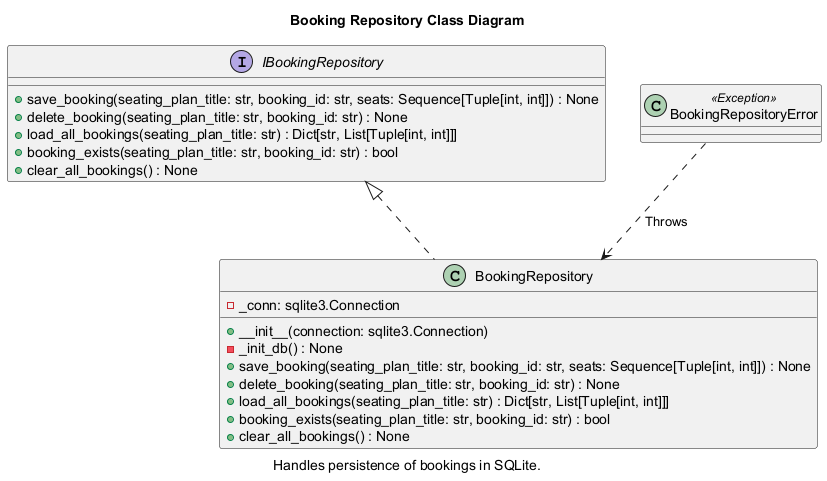 Booking Repository Class Diagram
I IBookingRepository
save_booking(seating_plan_title: str, booking_id: str, seats: Sequence[Tuple[int, int]]) : None
delete_booking(seating_plan_title: str, booking_id: str) : None
load_all_bookings(seating_plan_title: str) : Dict[str, List[Tuple[int, int]]]
booking_exists(seating_plan_title: str, booking_id: str) : bool
clear_all_bookings() : None
«Exception»
C BookingRepositoryError
Throws
C BookingRepository
_conn: sqlite3.Connection
__init__(connection: sqlite3.Connection)
_init_db() : None
save_booking(seating_plan_title: str, booking_id: str, seats: Sequence[Tuple[int, int]]) : None
delete_booking(seating_plan_title: str, booking_id: str) : None
load_all_bookings(seating_plan_title: str) : Dict[str, List[Tuple[int, int]]]
booking_exists(seating_plan_title: str, booking_id: str) : bool
clear_all_bookings() : None
Handles persistence of bookings in SQLite.